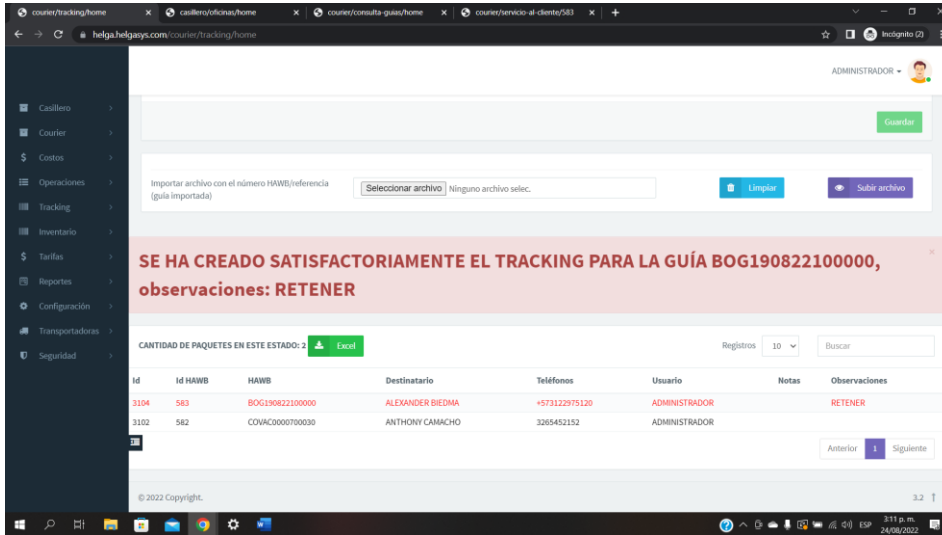 courier/tracking/home
casillero/oficinas/home
courier/consulta-guias/home
courier/servicio-al-cliente/583
helga.helgasys.com/courier/tracking/home
Incógnito (2)
ADMINISTRADOR
Casillero
Courier
Costos
Operaciones
Tracking
Inventario
Tarifas
Reportes
Configuración
Transportadoras
Seguridad
Guardar
Importar archivo con el número HAWB/referencia
(guía importada)
Seleccionar archivo Ninguno archivo selec.
Limpiar
Subir archivo
SE HA CREADO SATISFACTORIAMENTE EL TRACKING PARA LA GUÍA BOG190822100000,
observaciones: RETENER
CANTIDAD DE PAQUETES EN ESTE ESTADO: 2 Excel
Registros 10 Buscar
Id Id HAWB HAWB Destinatario Teléfonos Usuario Notas Observaciones
3104 583 BOG190822100000 ALEXANDER BIEDMA +573122975120 ADMINISTRADOR RETENER
3102 582 COVAC0000700030 ANTHONY CAMACHO 3265452152 ADMINISTRADOR
Anterior 1 Siguiente
© 2022 Copyright.
3.2
ESP
3:11 p. m.
24/08/2022